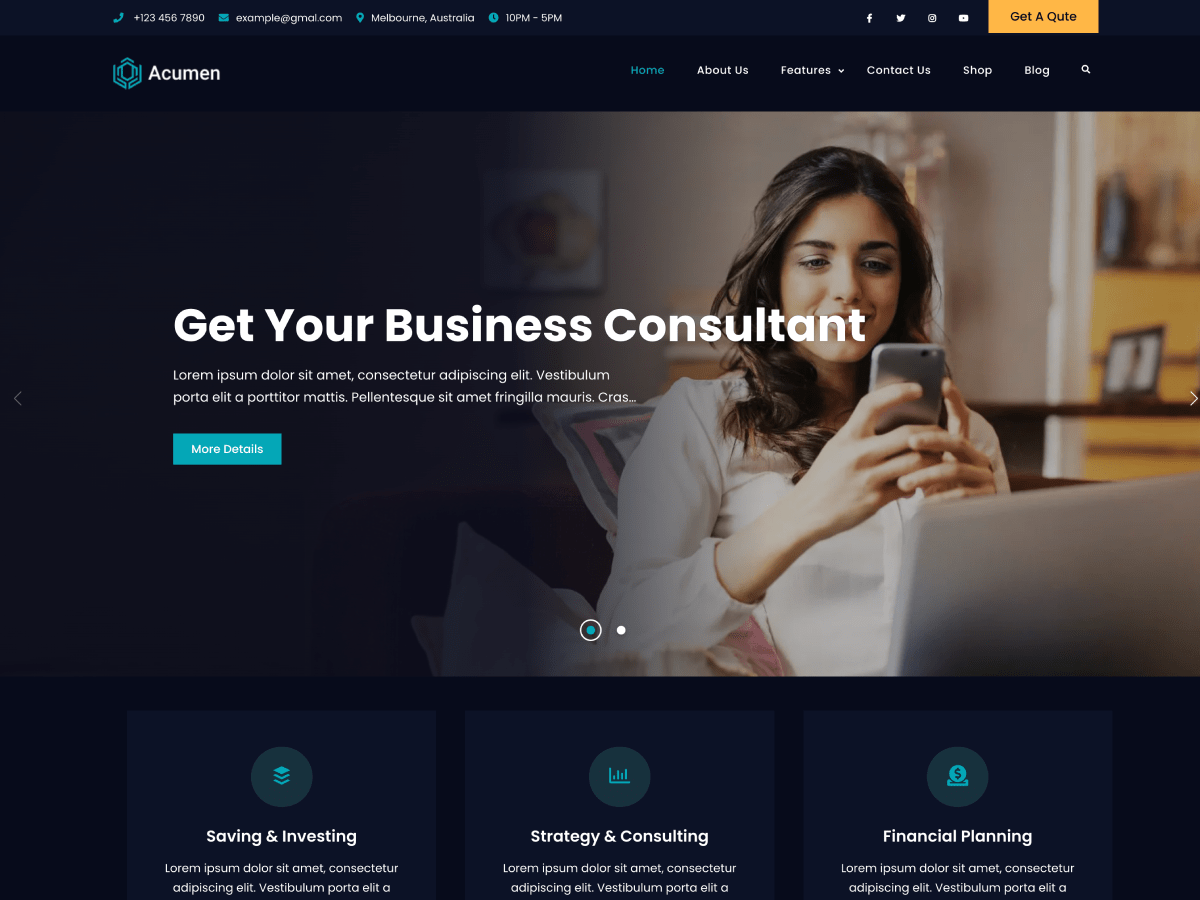 +123 456 7890 example@gmal.com Melbourne, Australia 10PM - 5PM Get A Qute
Acumen Home About Us Features Contact Us Shop Blog
Get Your Business Consultant
Lorem ipsum dolor sit amet, consectetur adipiscing elit. Vestibulum
porta elit a porttitor mattis. Pellentesque sit amet fringilla mauris. Cras...
More Details
Saving & Investing
Lorem ipsum dolor sit amet, consectetur
adipiscing elit. Vestibulum porta elit a
Strategy & Consulting
Lorem ipsum dolor sit amet, consectetur
adipiscing elit. Vestibulum porta elit a
Financial Planning
Lorem ipsum dolor sit amet, consectetur
adipiscing elit. Vestibulum porta elit a